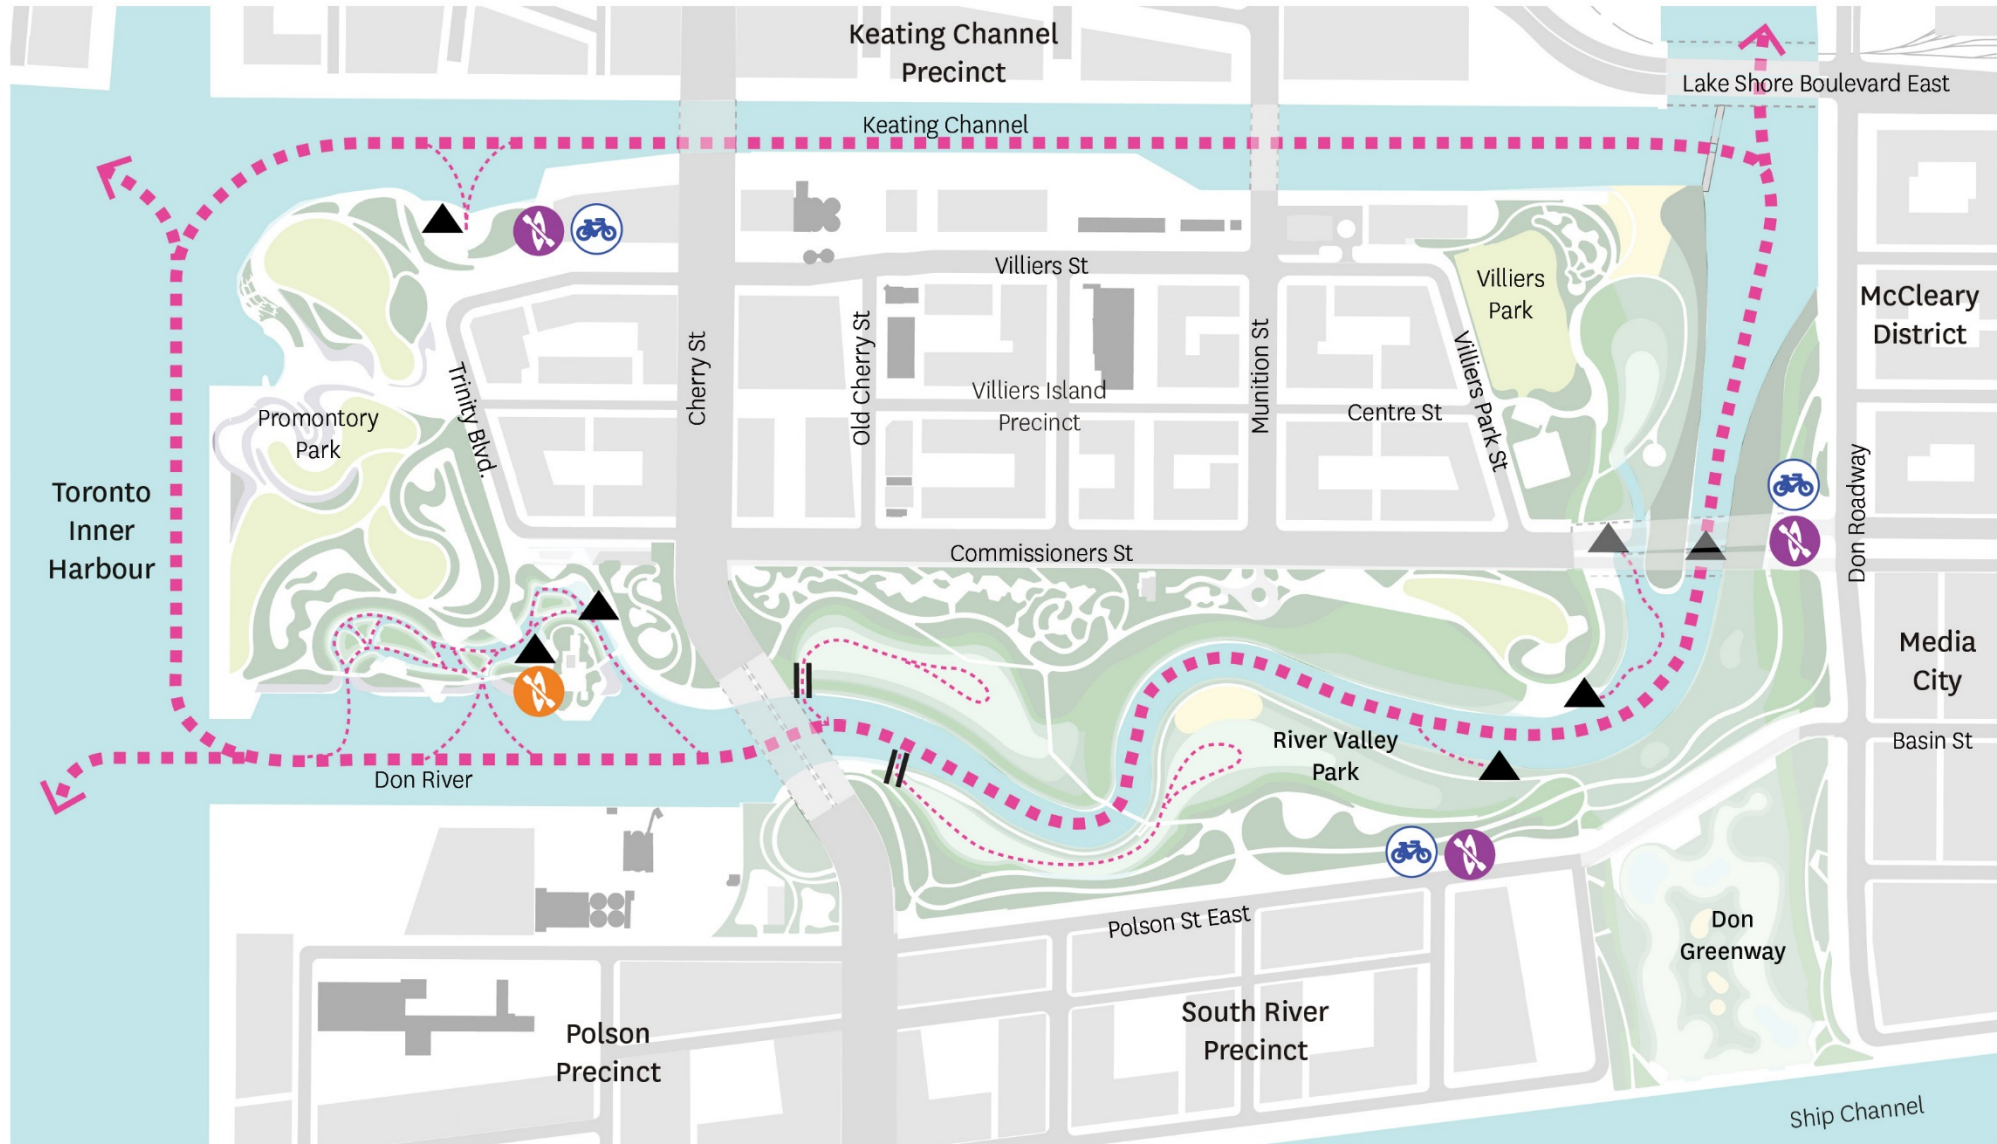 Keating Channel
Precinct
Lake Shore Boulevard East
Keating Channel
Villiers St
Villiers
Park
McCleary
District
Cherry St
Old Cherry St
Munition St
Villiers Park St
Trinity Blvd.
Villiers Island
Precinct
Centre St
Promontory
Park
Toronto
Inner
Harbour
Don Roadway
Commissioners St
Media
City
River Valley
Park
Basin St
Don River
Polson St East
Don
Greenway
South River
Precinct
Polson
Precinct
Ship Channel